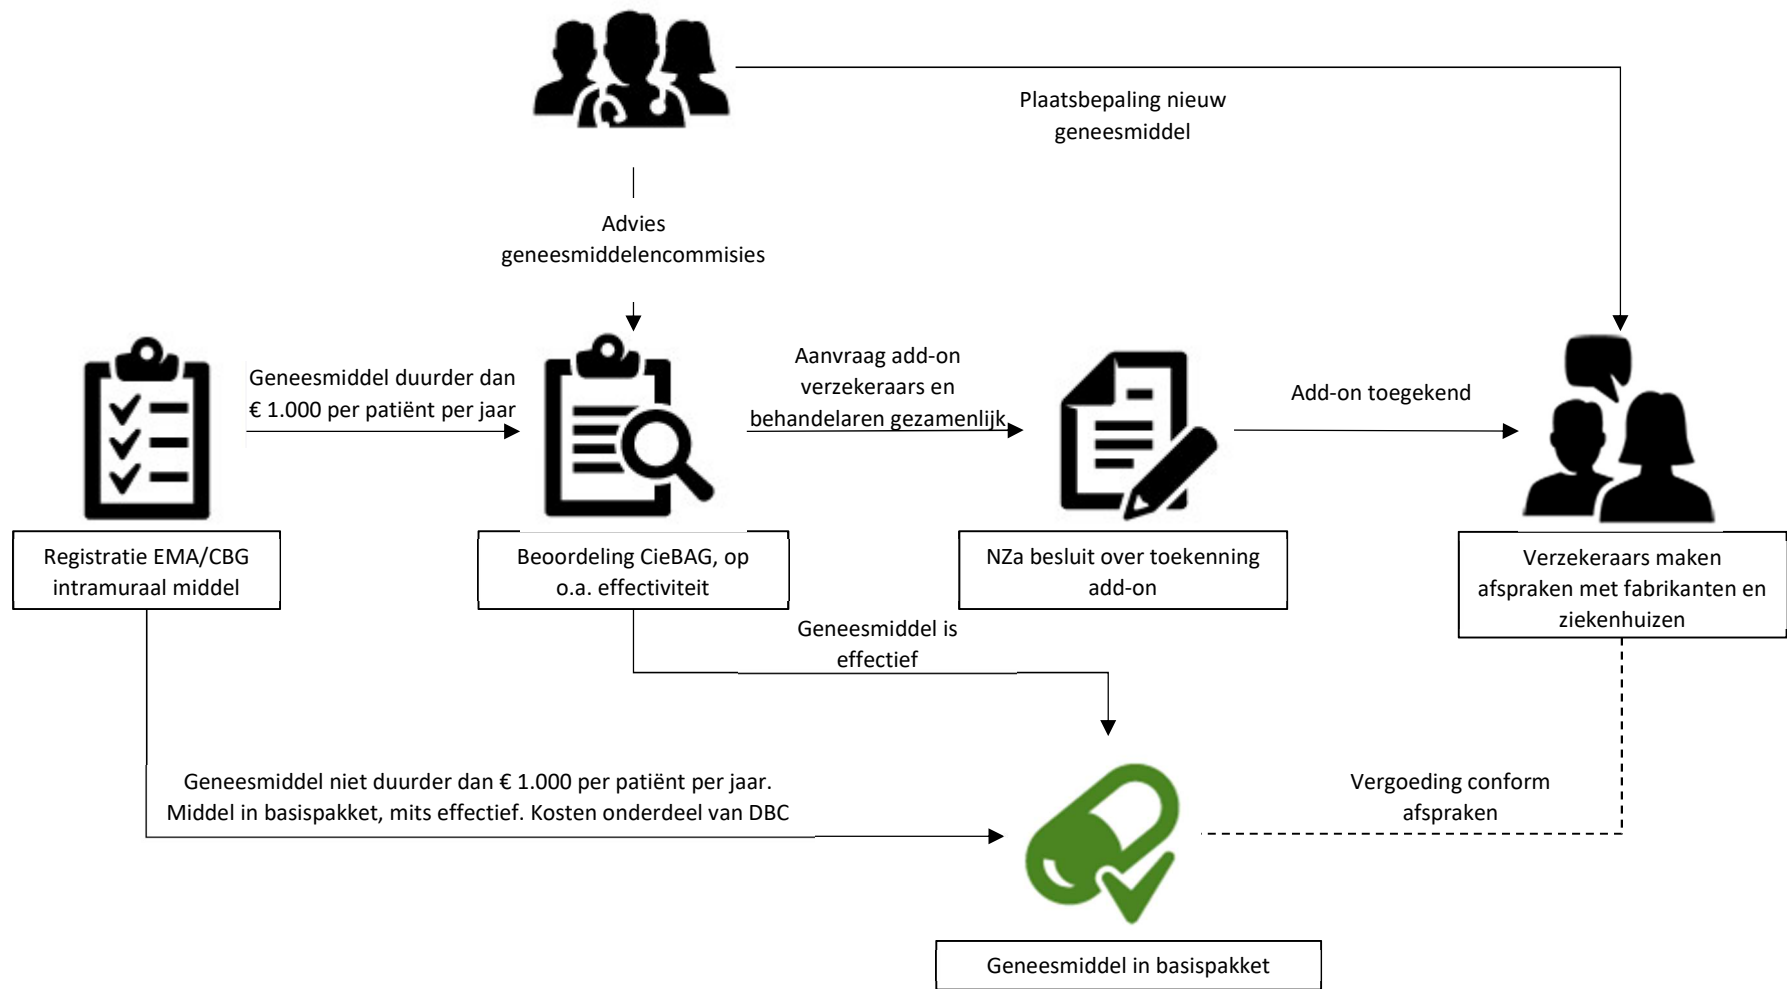 Plaatsbepaling nieuw
geneesmiddel
Advies
geneesmiddelencommisies
Geneesmiddel duurder dan
€ 1.000 per patiënt per jaar
Aanvraag add-on
verzekeraars en
behandelaren gezamenlijk
Add-on toegekend
Registratie EMA/CBG
intramuraal middel
Beoordeling CieBAG, op
o.a. effectiviteit
NZa besluit over toekenning
add-on
Verzekeraars maken
afspraken met fabrikanten en
ziekenhuizen
Geneesmiddel is
effectief
Geneesmiddel niet duurder dan € 1.000 per patiënt per jaar.
Middel in basispakket, mits effectief. Kosten onderdeel van DBC
Vergoeding conform
afspraken
Geneesmiddel in basispakket